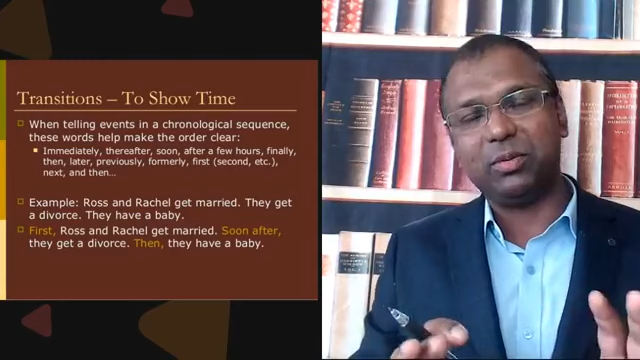 Transitions – To Show Time
When telling events in a chronological sequence,
these words help make the order clear:
Immediately, thereafter, soon, after a few hours, finally,
then, later, previously, formerly, first (second, etc.),
next, and then…
Example: Ross and Rachel get married. They get
a divorce. They have a baby.
First, Ross and Rachel get married. Soon after,
they get a divorce. Then, they have a baby.